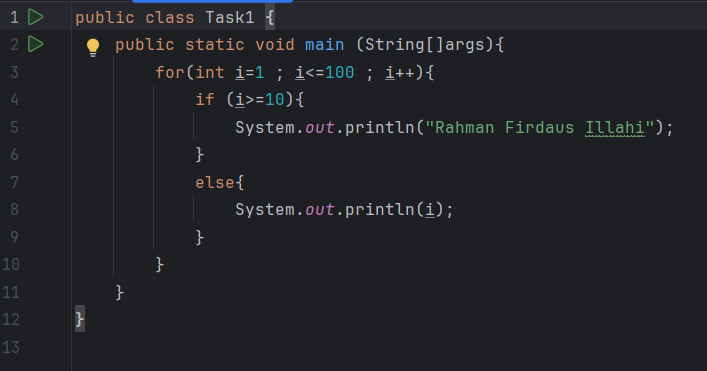 1 public class Task1 {
2 public static void main (String[]args){
3 for(int i=1 ; i<=100 ; i++){
4 if (i>=10){
5 System.out.println("Rahman Firdaus Illahi");
6 }
7 else{
8 System.out.println(i);
9 }
10 }
11 }
12 }
13